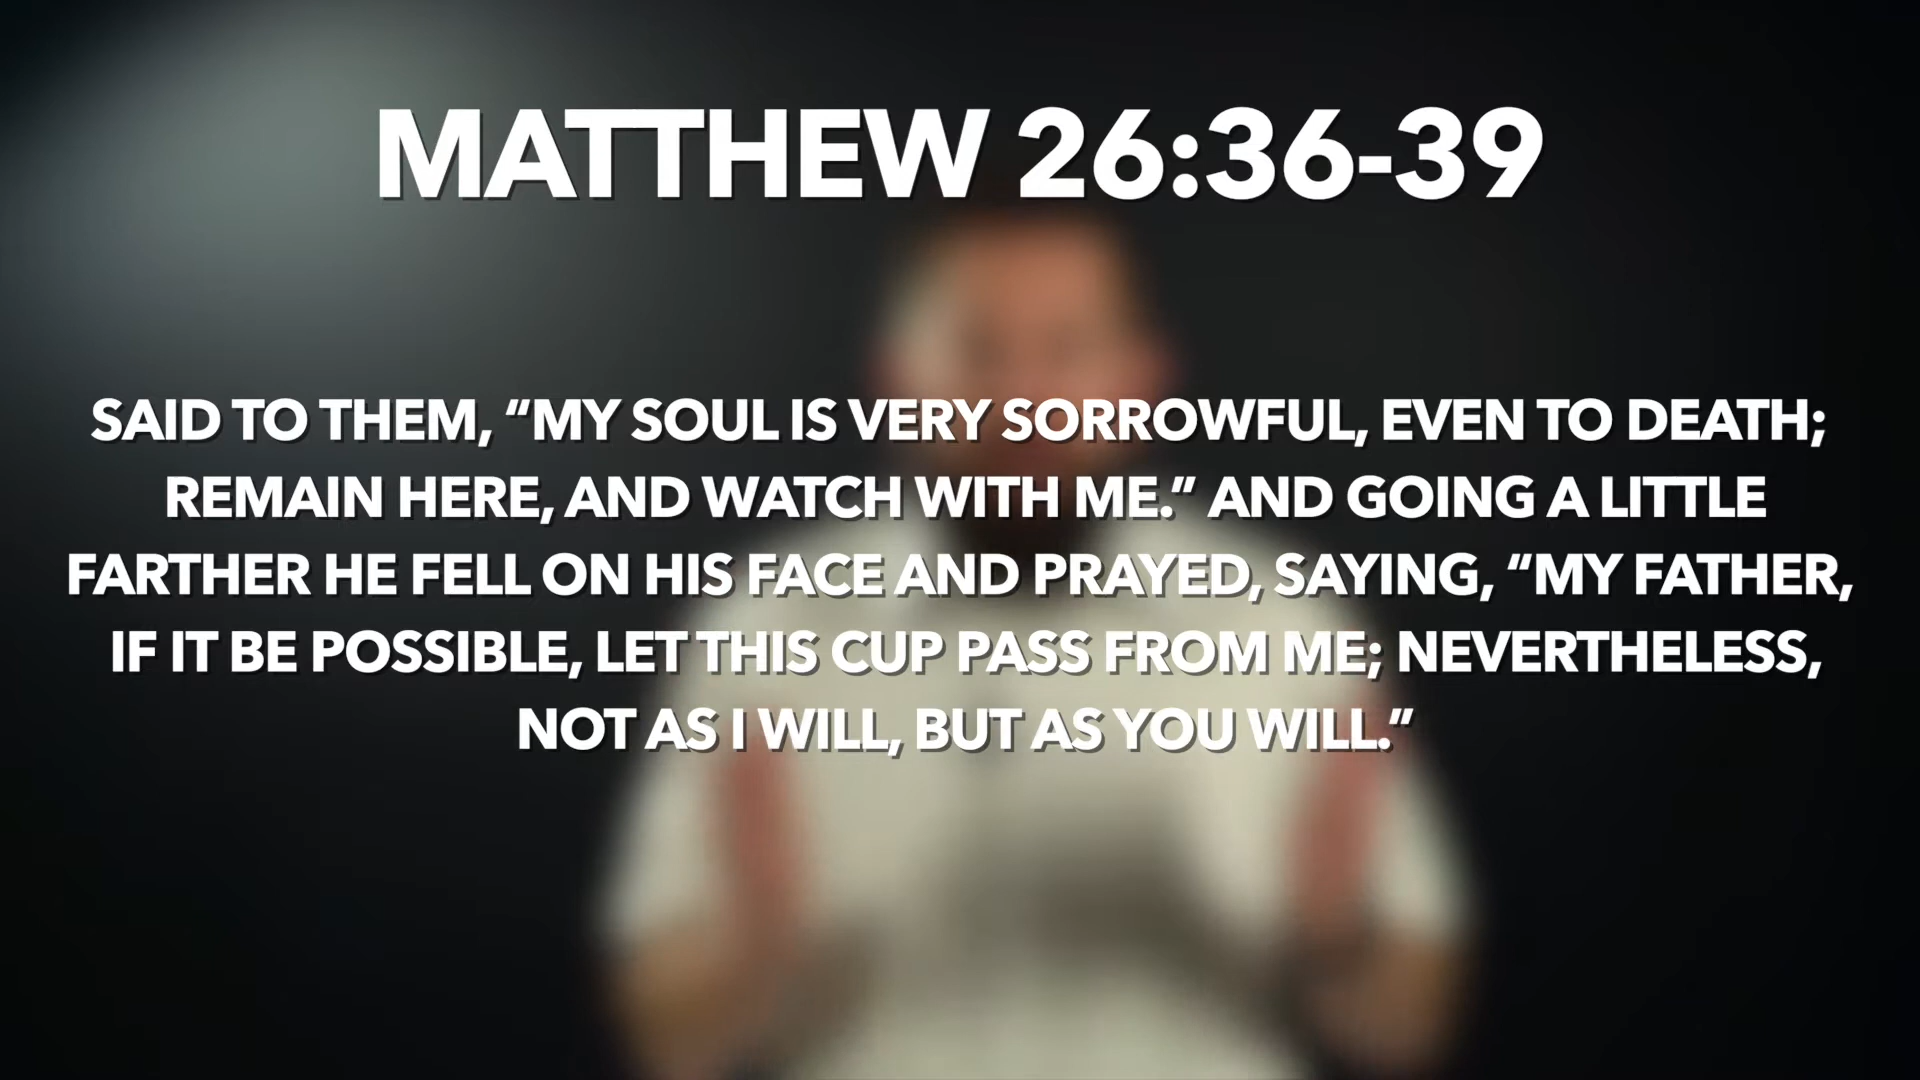 MATTHEW 26:36-39
SAID TO THEM, “MY SOUL IS VERY SORROWFUL, EVEN TO DEATH;
REMAIN HERE, AND WATCH WITH ME.” AND GOING A LITTLE
FARTHER HE FELL ON HIS FACE AND PRAYED, SAYING, “MY FATHER,
IF IT BE POSSIBLE, LET THIS CUP PASS FROM ME; NEVERTHELESS,
NOT AS I WILL, BUT AS YOU WILL.”